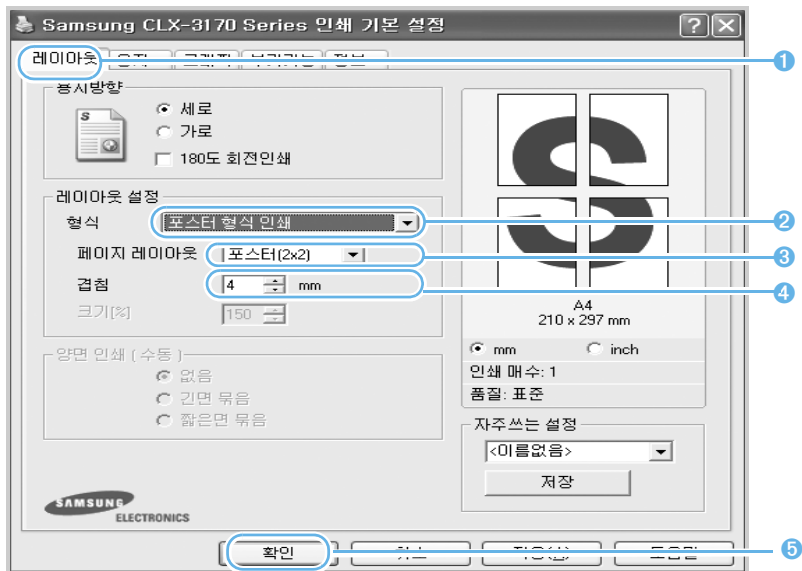 Samsung CLX-3170 Series 인쇄 기본 설정
레이아웃
1
용지방향
S
세로
가로
180도 회전인쇄
레이아웃 설정
형식 포스터 형식 인쇄
2
페이지 레이아웃 포스터(2x2)
3
겹침 4 mm
4
크기[%] 150
A4
210 x 297 mm
mm inch
인쇄 매수: 1
품질: 표준
양면 인쇄 ( 수동 )
없음
긴면 묶음
짧은면 묶음
자주쓰는 설정
<이름없음>
저장
SAMSUNG
ELECTRONICS
확인
5